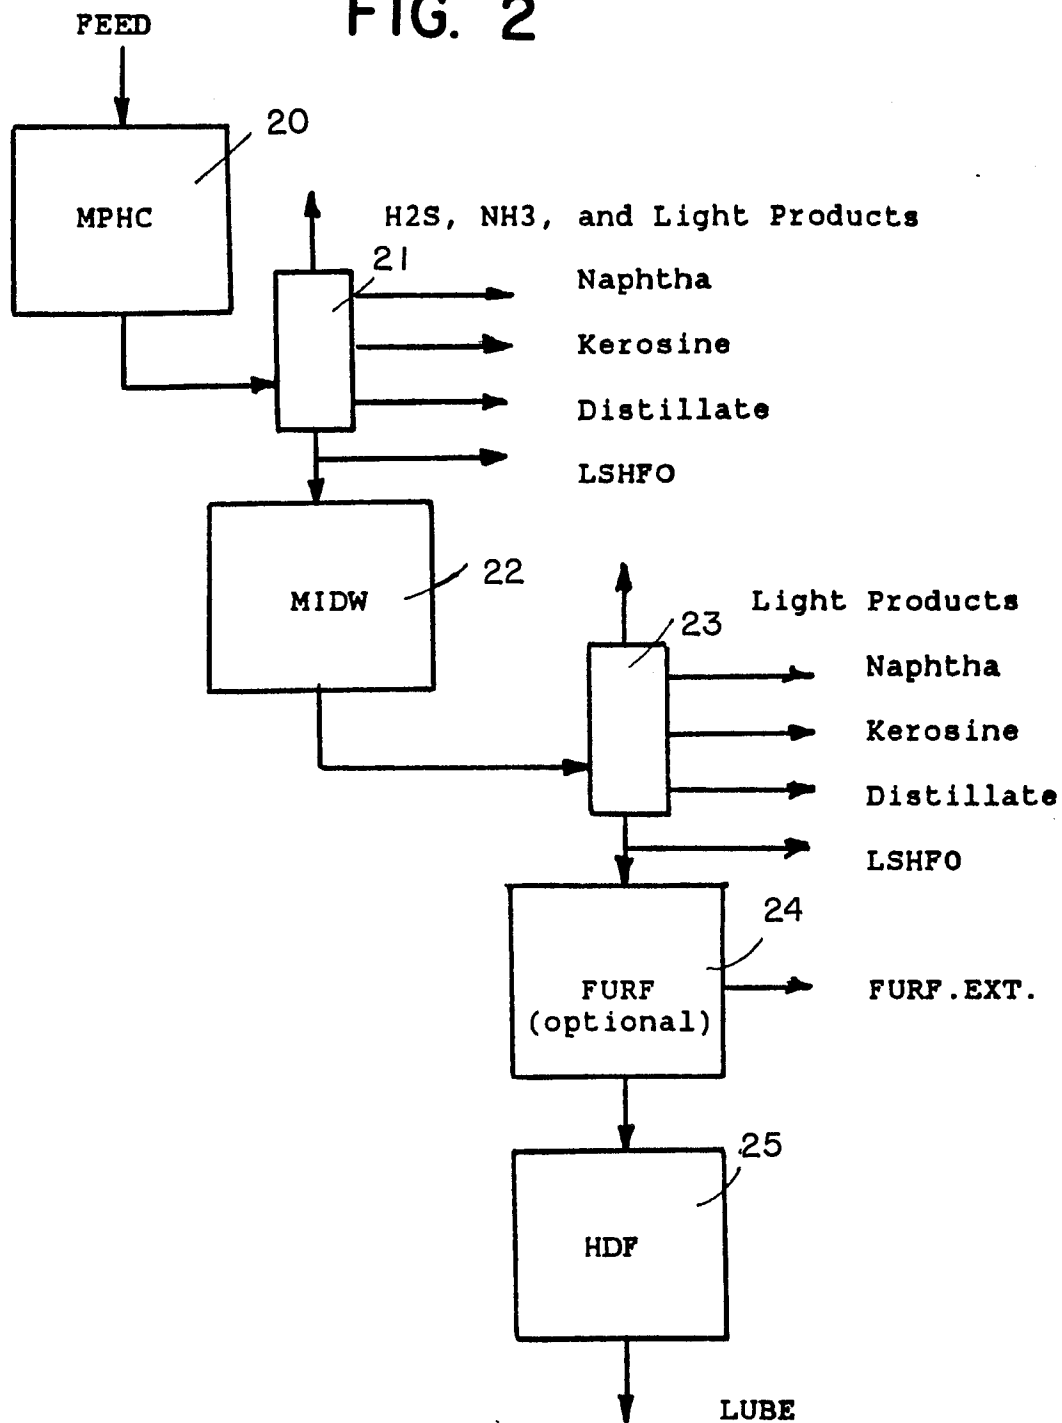 FIG. 2
FEED
20
MPHC
H2S, NH3, and Light Products
21
Naphtha
Kerosine
Distillate
LSHFO
22
MIDW
Light Products
23
Naphtha
Kerosine
Distillate
LSHFO
24
FURF
(optional)
FURF.EXT.
25
HDF
LUBE